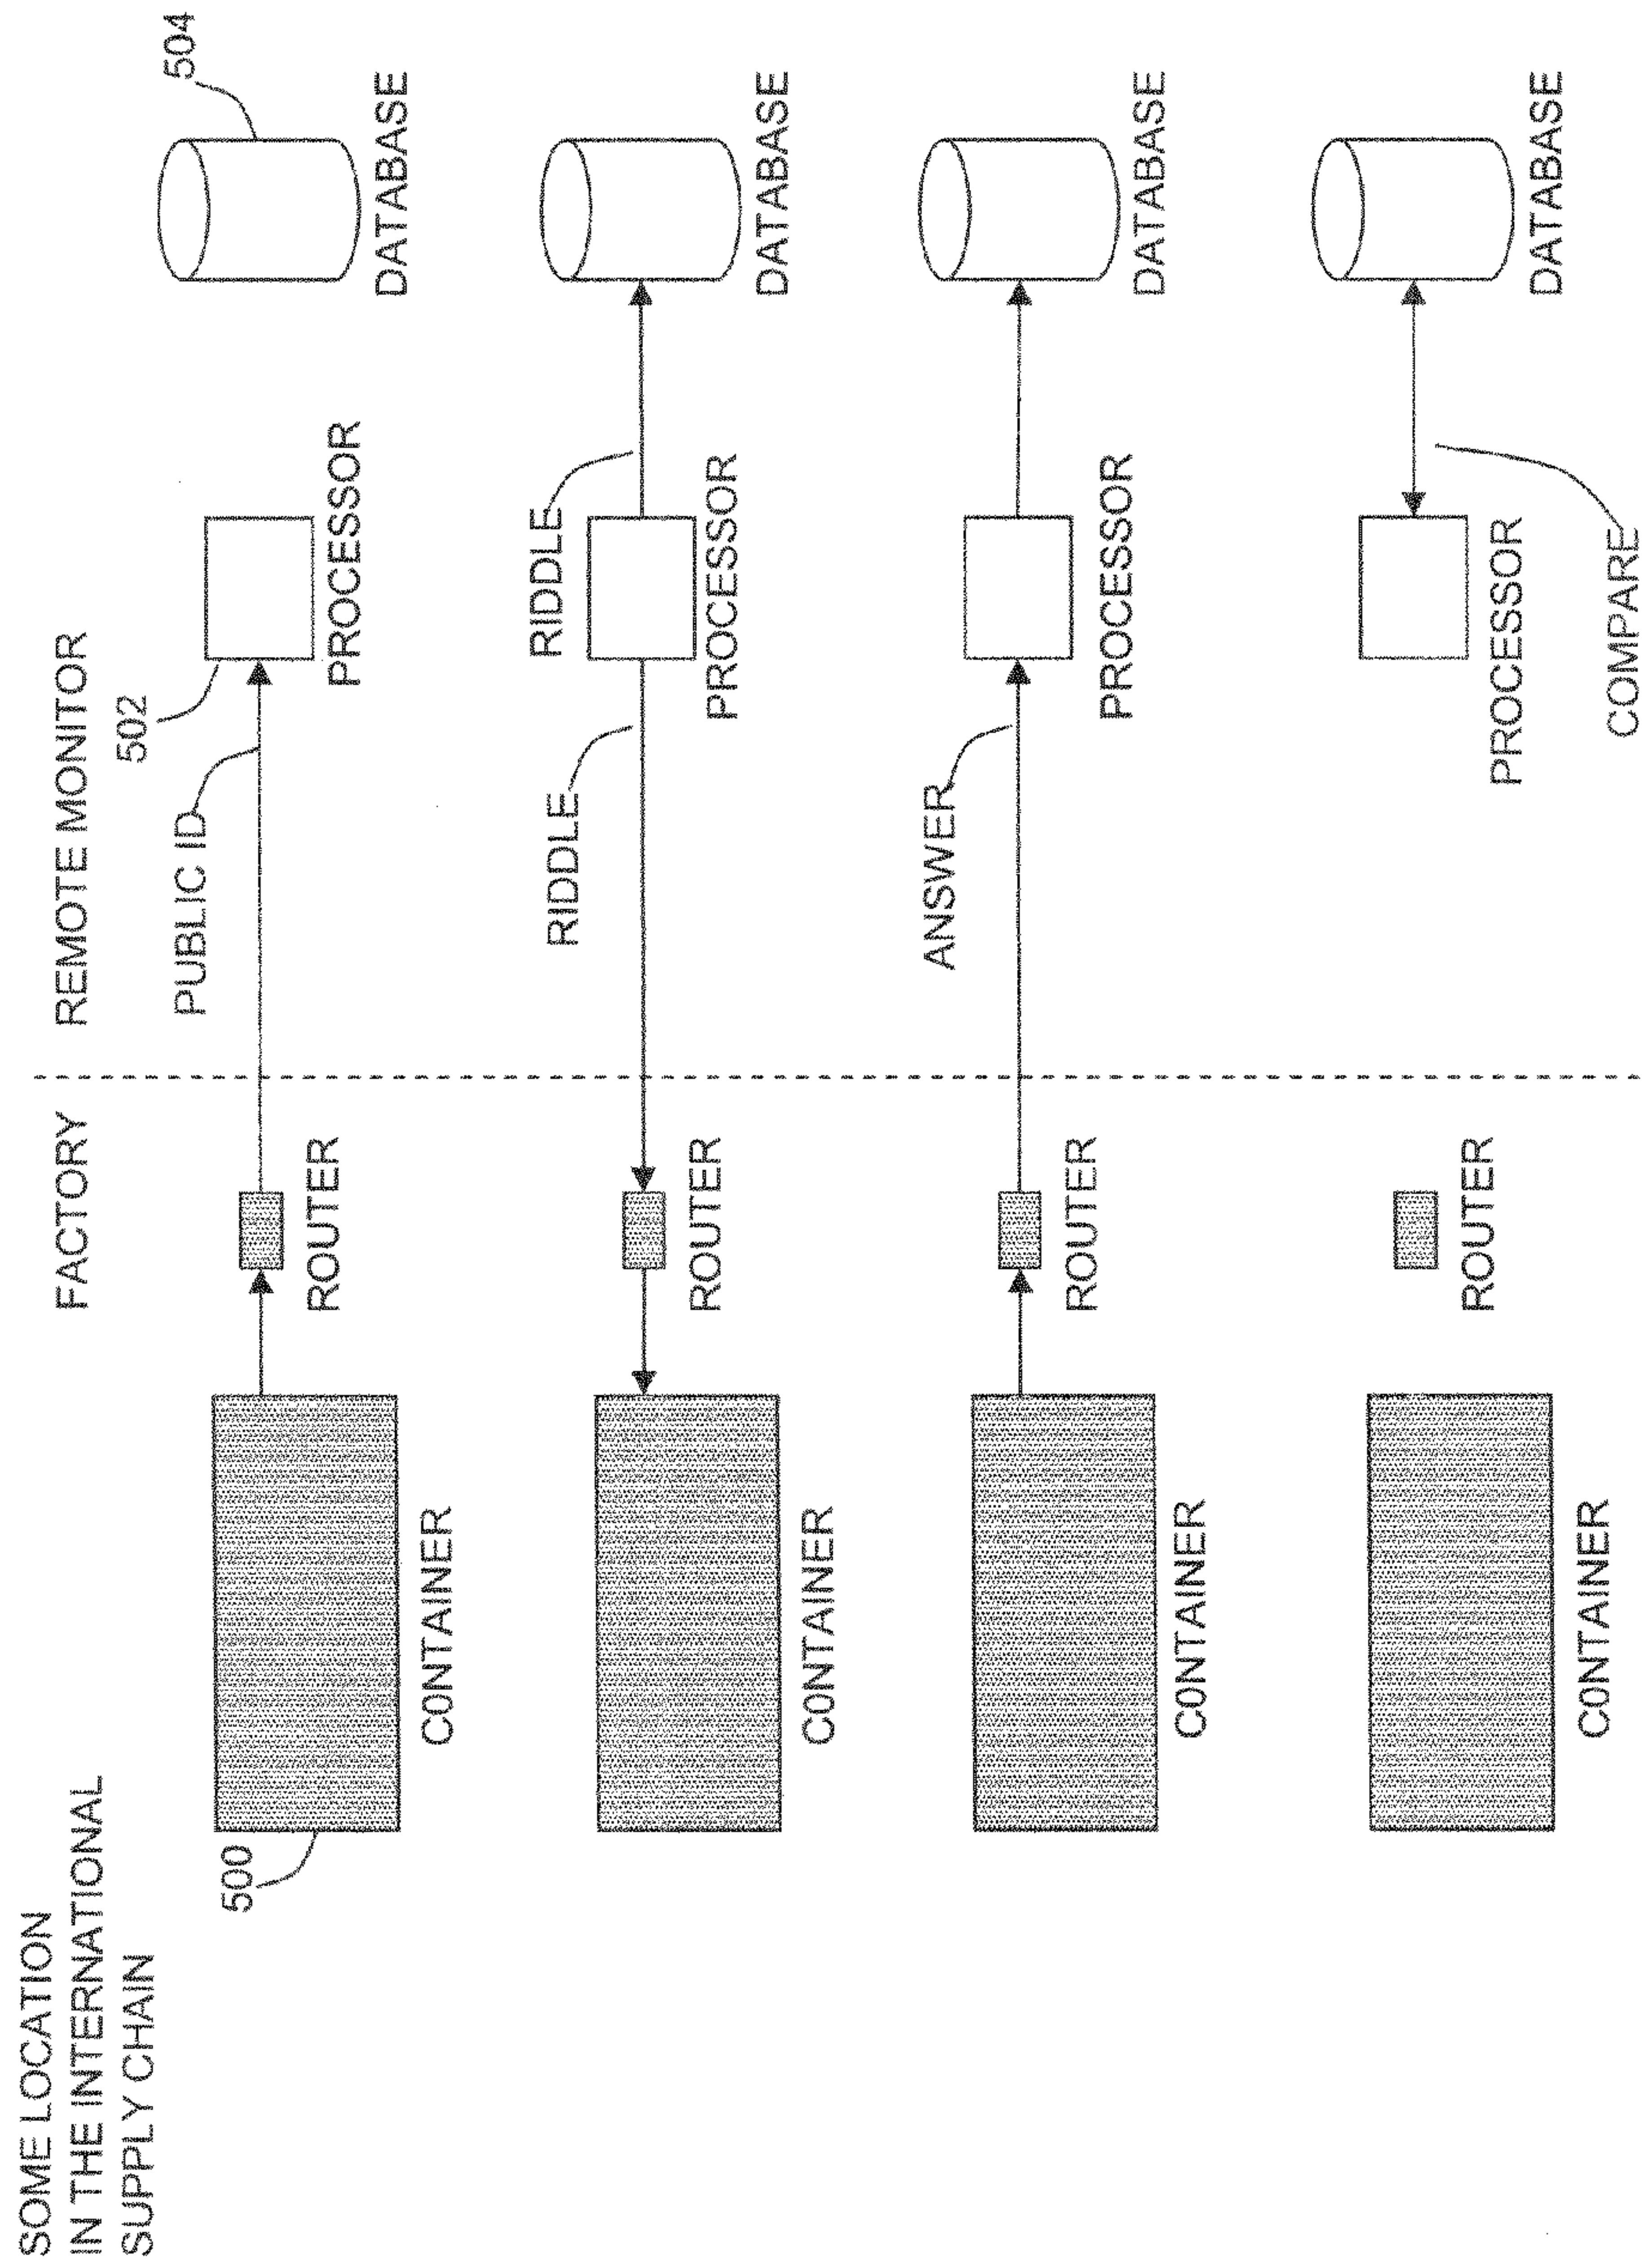 SOME LOCATION
IN THE INTERNATIONAL
SUPPLY CHAIN
FACTORY
REMOTE MONITOR
500
CONTAINER
ROUTER
PUBLIC ID
502
PROCESSOR
504
DATABASE
CONTAINER
ROUTER
RIDDLE
RIDDLE
PROCESSOR
DATABASE
CONTAINER
ROUTER
ANSWER
PROCESSOR
DATABASE
CONTAINER
ROUTER
PROCESSOR
COMPARE
DATABASE